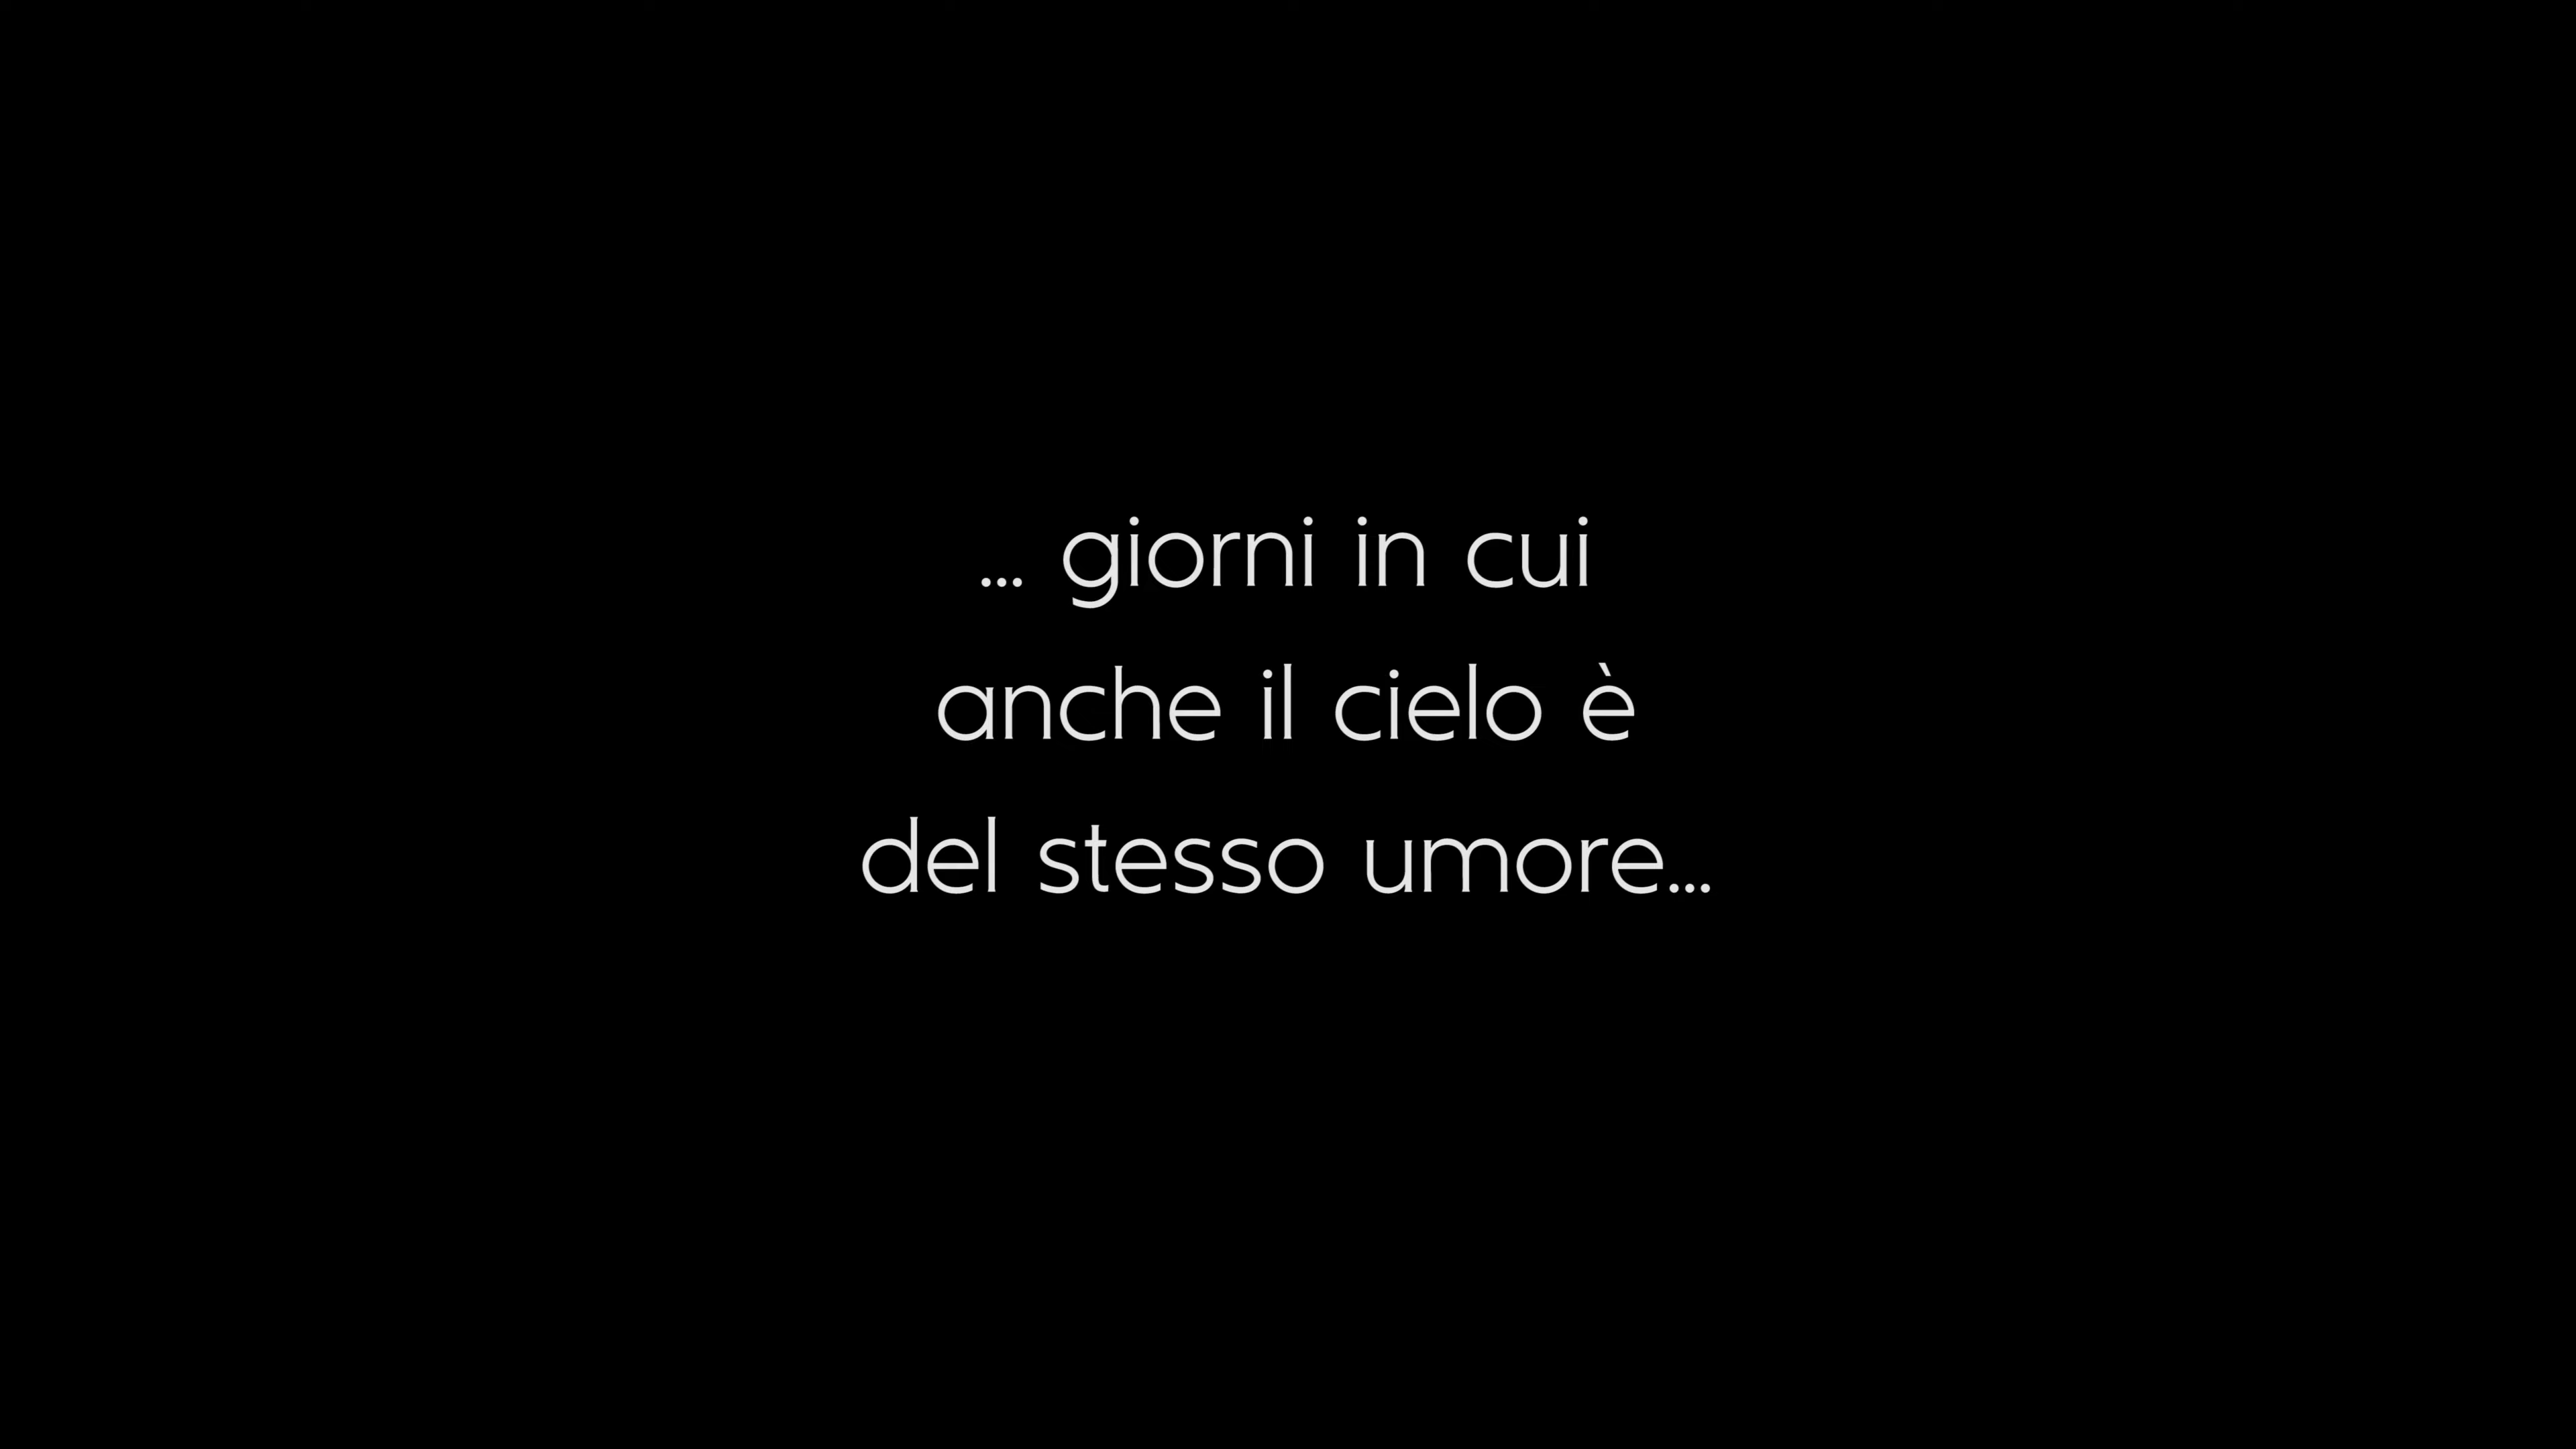 ... giorni in cui
anche il cielo è
del stesso umore...